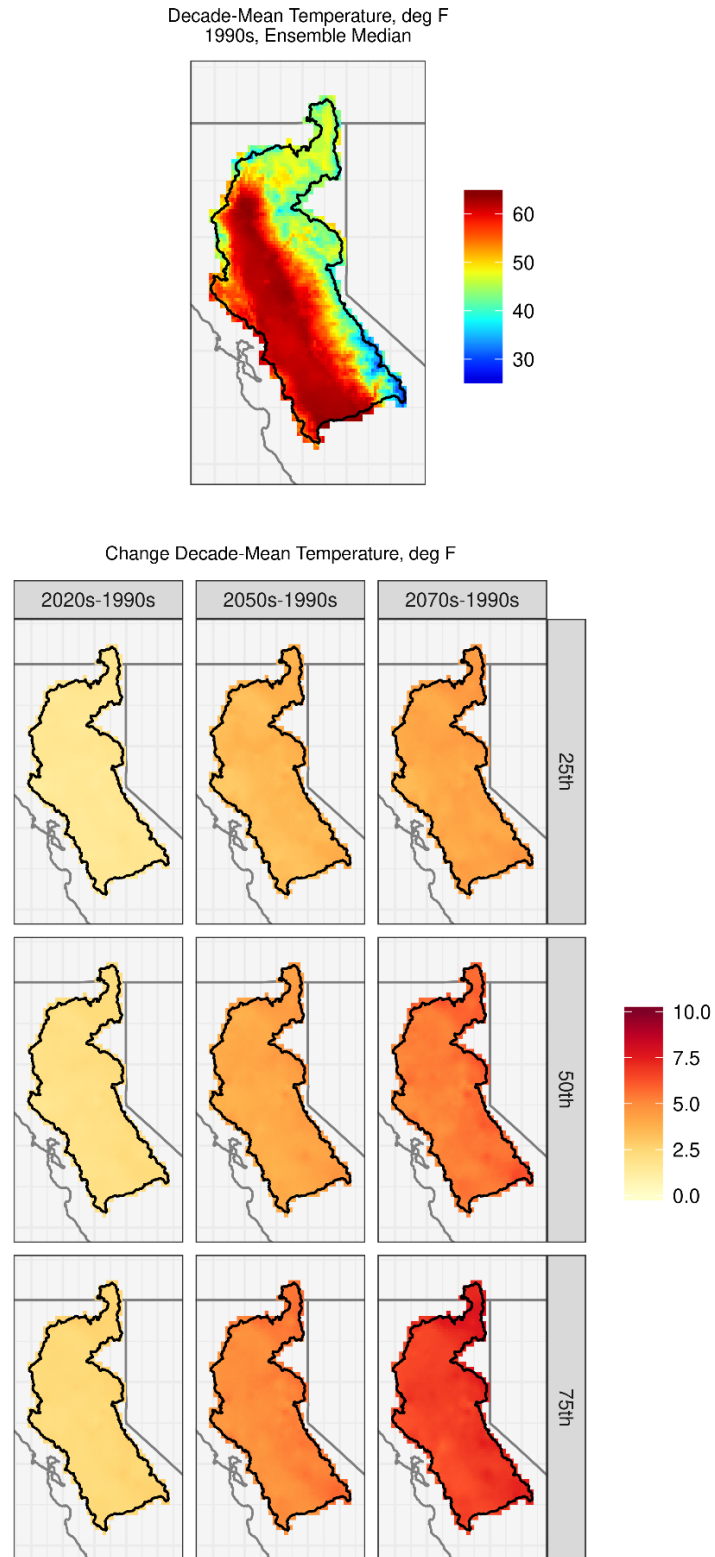 Decade-Mean Temperature, deg F
1990s, Ensemble Median
60
50
40
30
Change Decade-Mean Temperature, deg F
2020s-1990s
2050s-1990s
2070s-1990s
25th
50th
10.0
7.5
5.0
2.5
0.0
75th